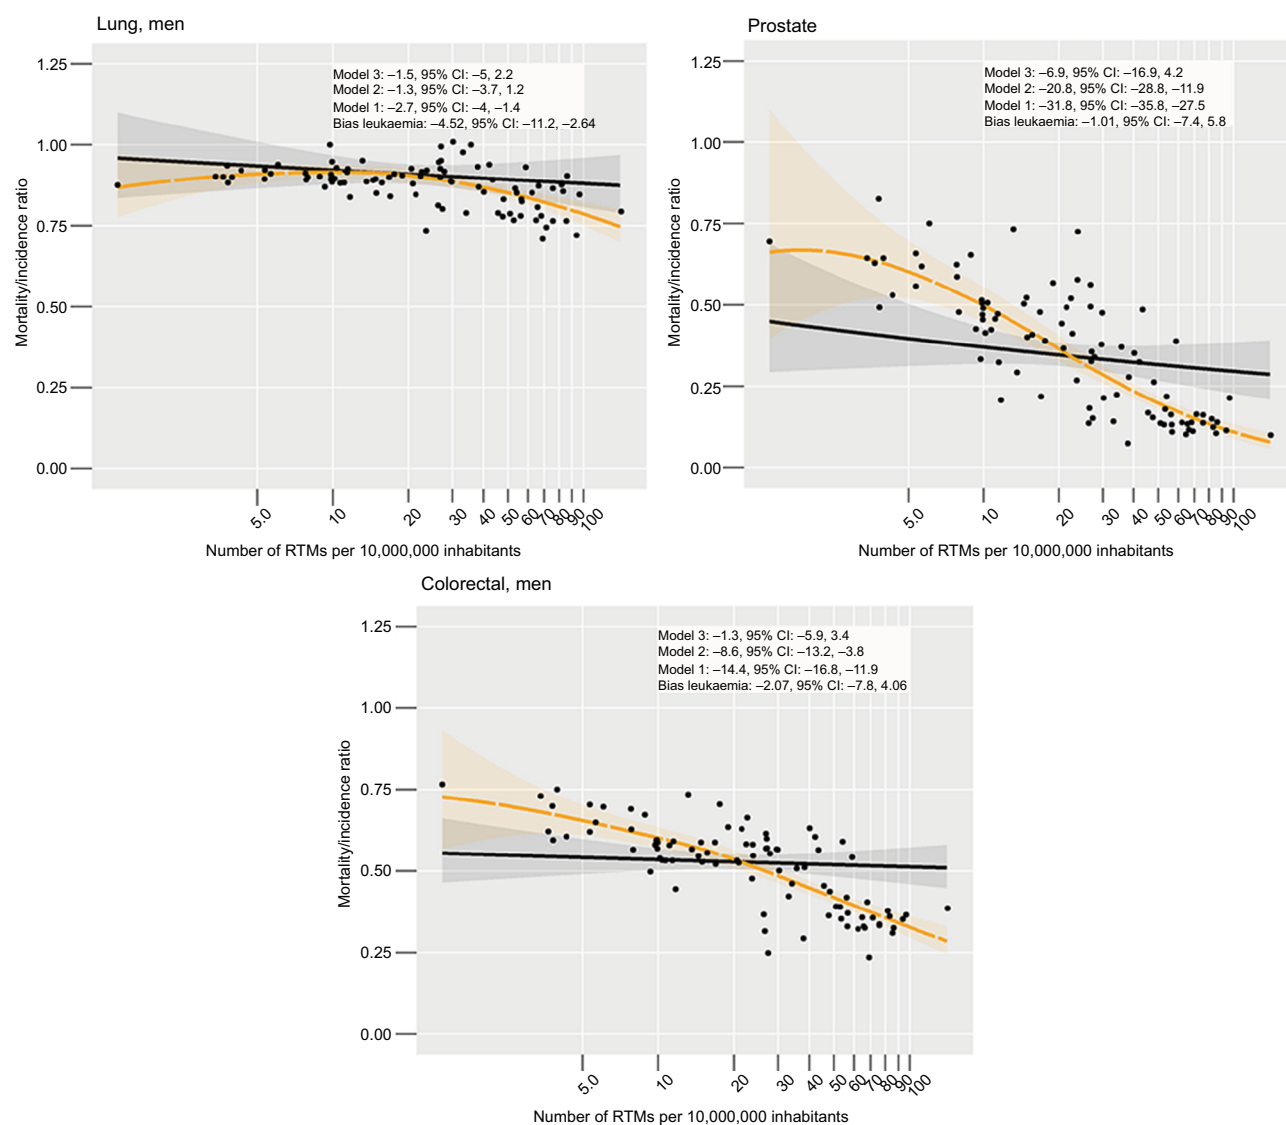 Lung, men
Model 3: –1.5, 95% CI: –5, 2.2
Model 2: –1.3, 95% CI: –3.7, 1.2
Model 1: –2.7, 95% CI: –4, –1.4
Bias leukaemia: –4.52, 95% CI: –11.2, –2.64
Mortality/incidence ratio
1.25
1.00
0.75
0.50
0.25
0.00
5.0 10 20 30 40 50 60 70 80 90 100
Number of RTMs per 10,000,000 inhabitants
Prostate
Model 3: –6.9, 95% CI: –16.9, 4.2
Model 2: –20.8, 95% CI: –28.8, –11.9
Model 1: –31.8, 95% CI: –35.8, –27.5
Bias leukaemia: –1.01, 95% CI: –7.4, 5.8
Mortality/incidence ratio
1.25
1.00
0.75
0.50
0.25
0.00
5.0 10 20 30 40 50 60 70 80 90 100
Number of RTMs per 10,000,000 inhabitants
Colorectal, men
Model 3: –1.3, 95% CI: –5.9, 3.4
Model 2: –8.6, 95% CI: –13.2, –3.8
Model 1: –14.4, 95% CI: –16.8, –11.9
Bias leukaemia: –2.07, 95% CI: –7.8, 4.06
Mortality/incidence ratio
1.25
1.00
0.75
0.50
0.25
0.00
5.0 10 20 30 40 50 60 70 80 90 100
Number of RTMs per 10,000,000 inhabitants